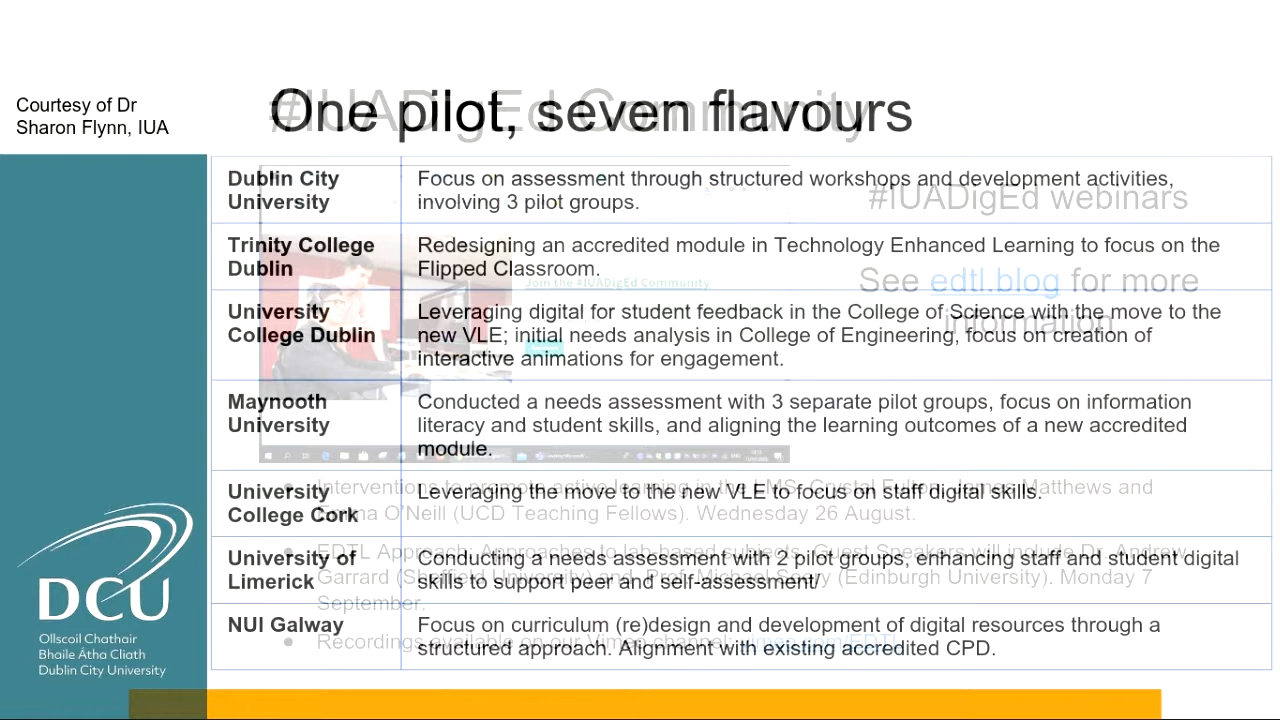 Courtesy of Dr
Sharon Flynn, IUA
One pilot, seven flavours
#IUADigEd Community
Dublin City
University
Focus on assessment through structured workshops and development activities,
involving 3 pilot groups.
Trinity College
Dublin
Redesigning an accredited module in Technology Enhanced Learning to focus on the
Flipped Classroom.
University
College Dublin
Leveraging digital for student feedback in the College of Science with the move to the
new VLE; initial needs analysis in College of Engineering, focus on creation of
interactive animations for engagement.
Maynooth
University
Conducted a needs assessment with 3 separate pilot groups, focus on information
literacy and student skills, and aligning the learning outcomes of a new accredited
module.
University
College Cork
Leveraging the move to the new VLE to focus on staff digital skills.
University of
Limerick
Conducting a needs assessment with 2 pilot groups, enhancing staff and student digital
skills to support peer and self-assessment/
NUI Galway
Focus on curriculum (re)design and development of digital resources through a
structured approach. Alignment with existing accredited CPD.
#IUADigEd webinars
See edtl.blog for more
information
Join the #IUADigEd Community
Interventions to promote active learning in the LMS, Crystal Fulton, James Matthews and
O'Neill (UCD Teaching Fellows). Wednesday 26 August.
EDTL Approach: Approaches to lab-based subjects. Guest Speakers will include Dr. Andrew
Garrard (Sheffield University) and Prof Michael Seery (Edinburgh University). Monday 7
September.
Recordings available on our Vimeo channel: vimeo.com/EDTL
DCU
Ollscoil Chathair
Bhaile Átha Cliath
Dublin City University